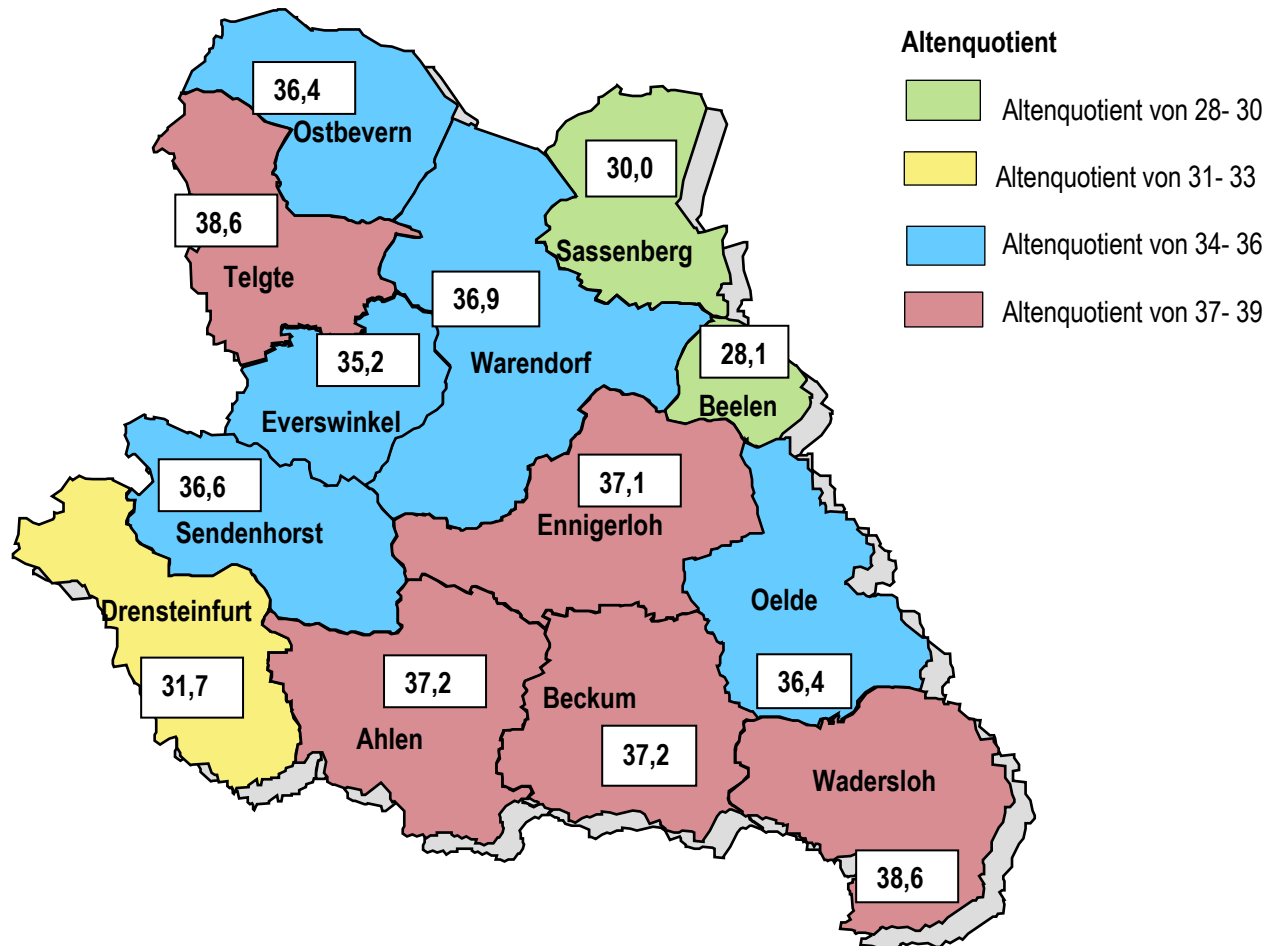 Altenquotient
Altenquotient von 28- 30
Altenquotient von 31- 33
Altenquotient von 34- 36
Altenquotient von 37- 39
36,4
Ostbevern
30,0
Sassenberg
38,6
Telgte
36,9
Warendorf
35,2
Everswinkel
28,1
Beelen
36,6
Sendenhorst
37,1
Ennigerloh
Drensteinfurt
31,7
Oelde
36,4
37,2
Ahlen
Beckum
37,2
Wadersloh
38,6